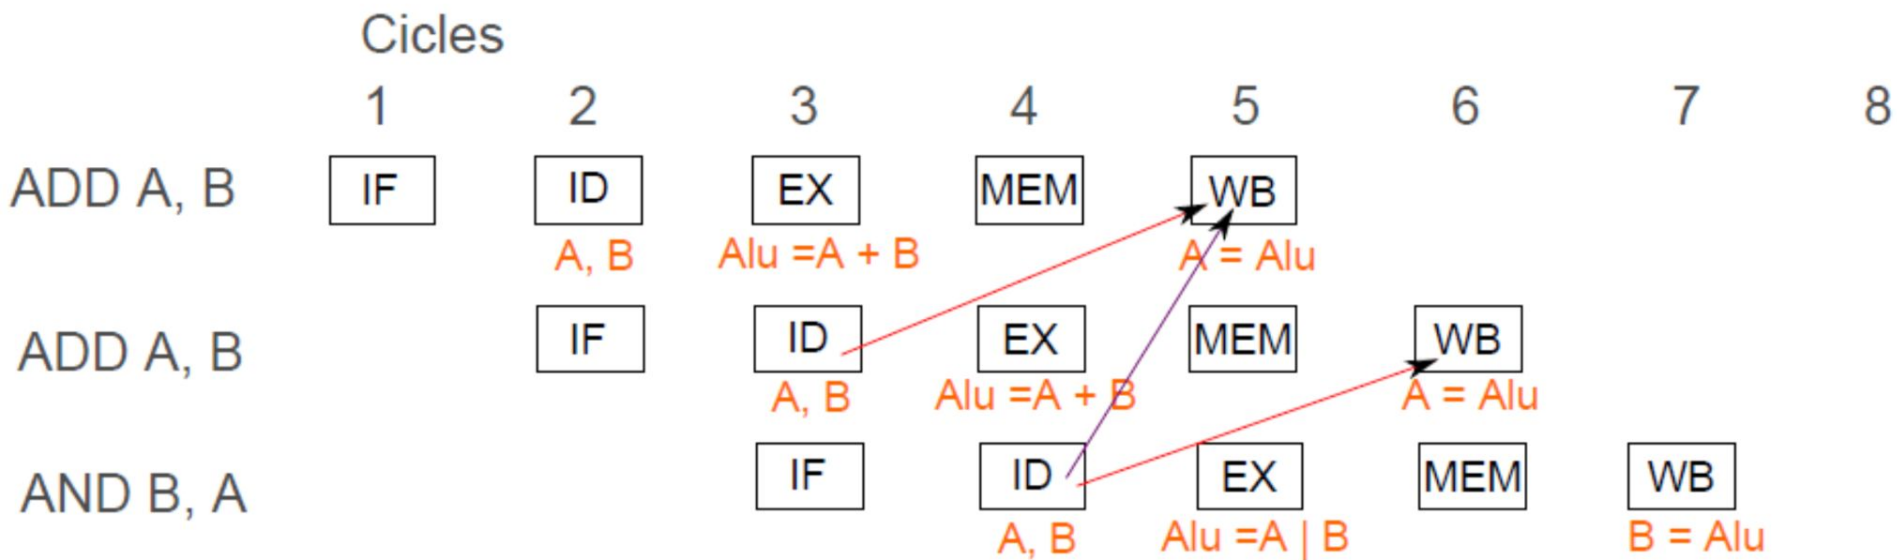 Cicles
1 2 3 4 5 6 7 8
ADD A, B IF ID EX MEM WB
A, B Alu =A + B A = Alu
ADD A, B IF ID EX MEM WB
A, B Alu =A + B A = Alu
AND B, A IF ID EX MEM WB
A, B Alu =A | B B = Alu